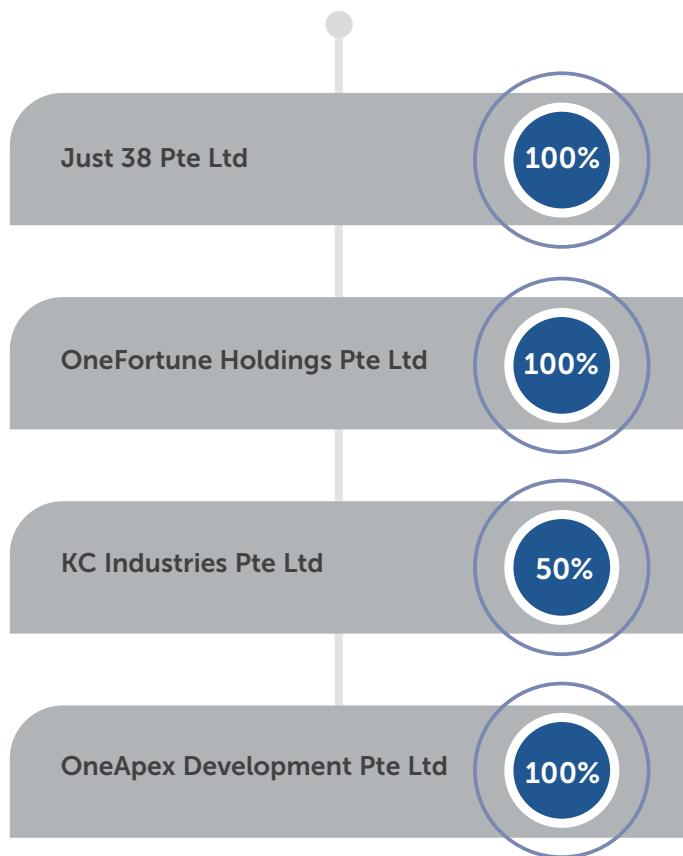 Just 38 Pte Ltd 100%
OneFortune Holdings Pte Ltd 100%
KC Industries Pte Ltd 50%
OneApex Development Pte Ltd 100%